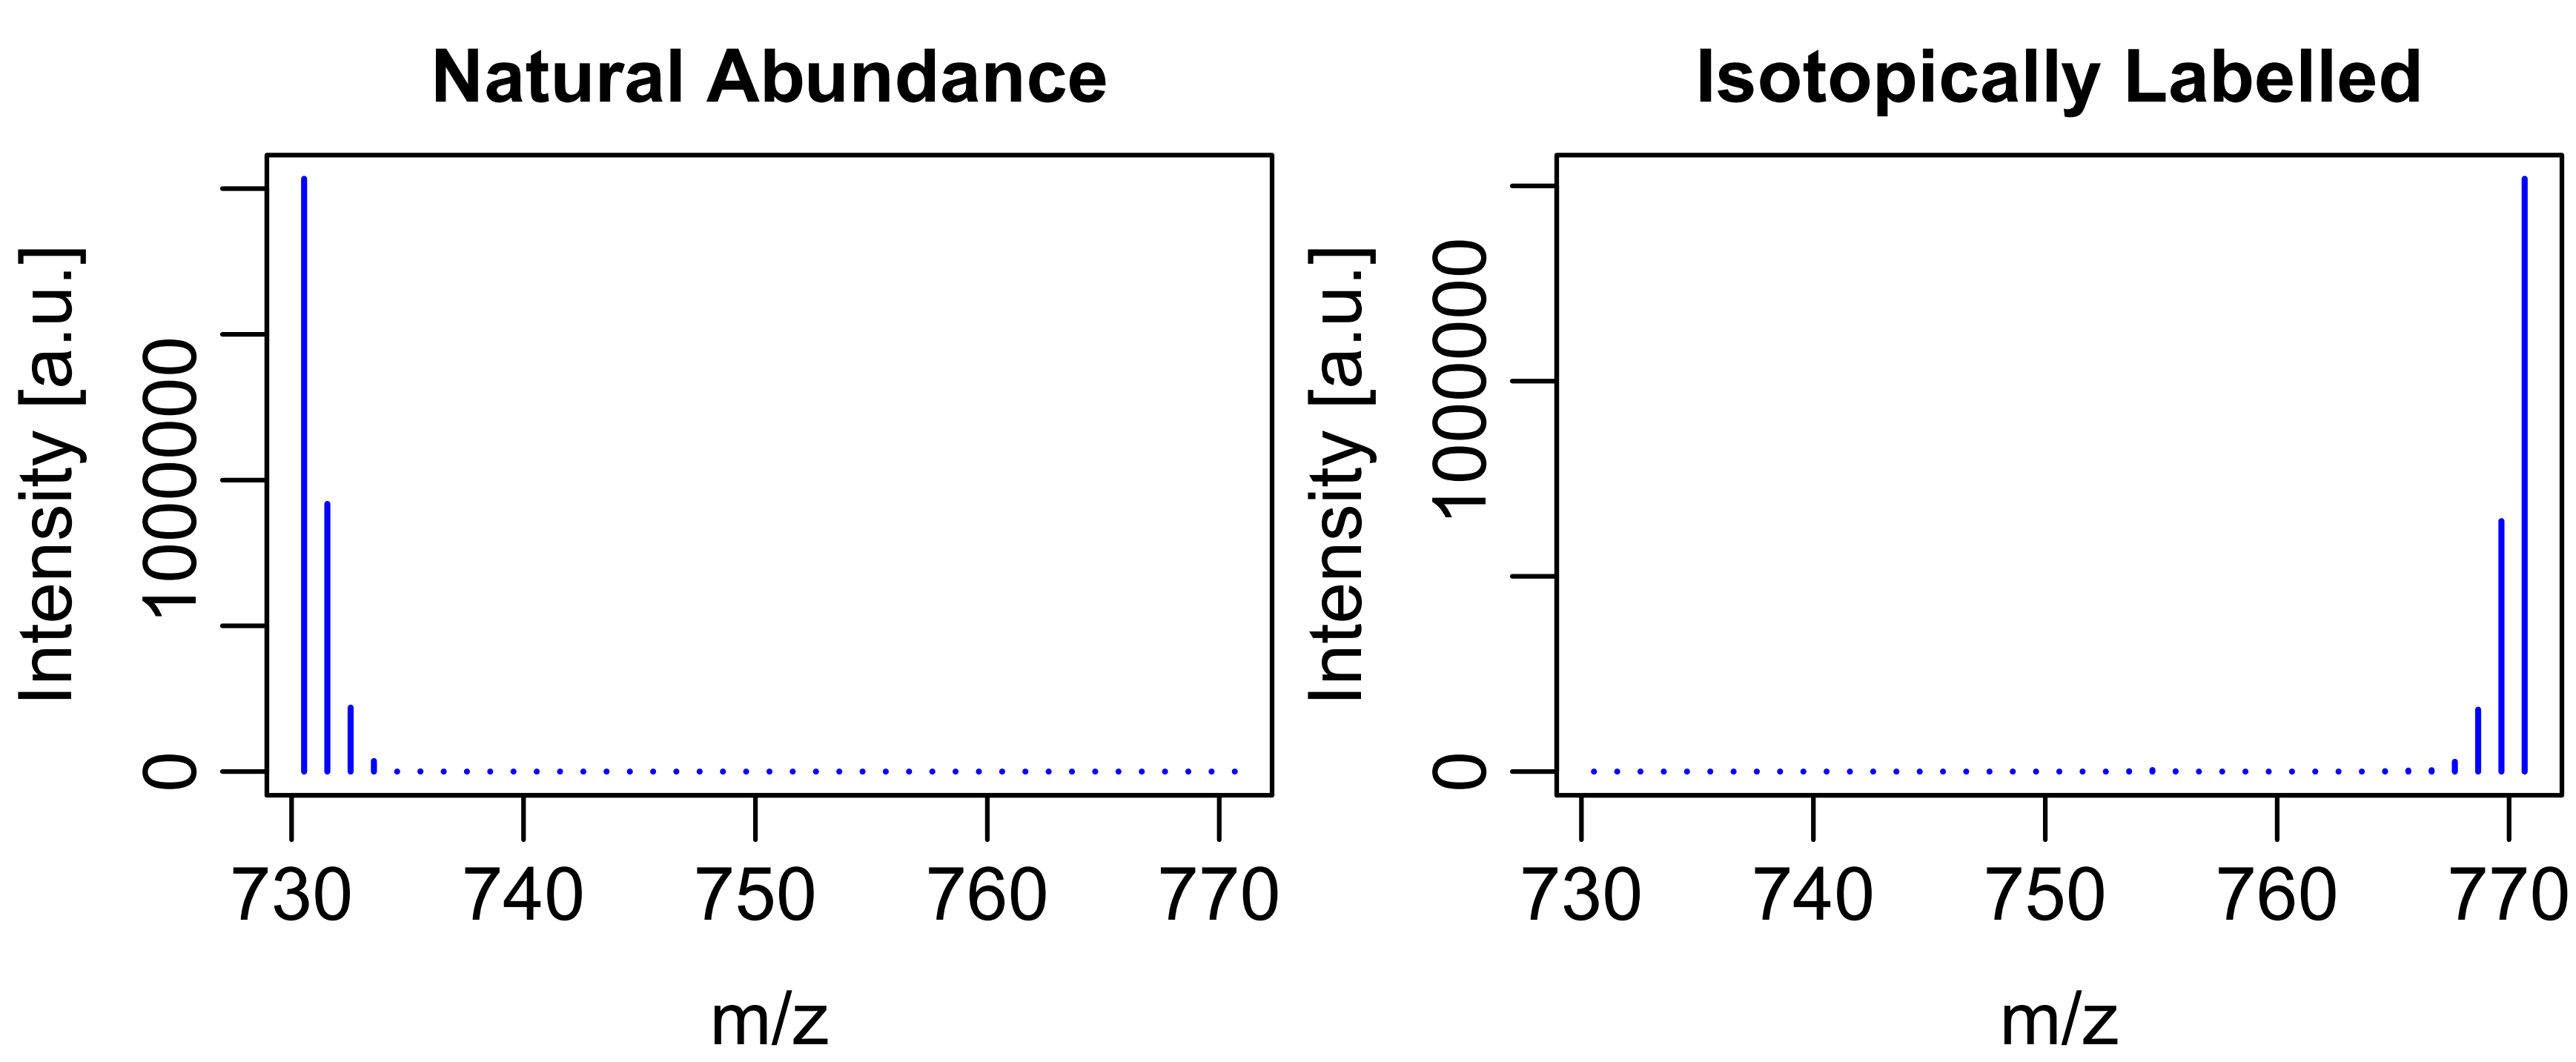 Natural Abundance
Intensity [a.u.]
0 1000000
730 740 750 760 770
m/z
Isotopically Labelled
Intensity [a.u.]
0 1000000
730 740 750 760 770
m/z